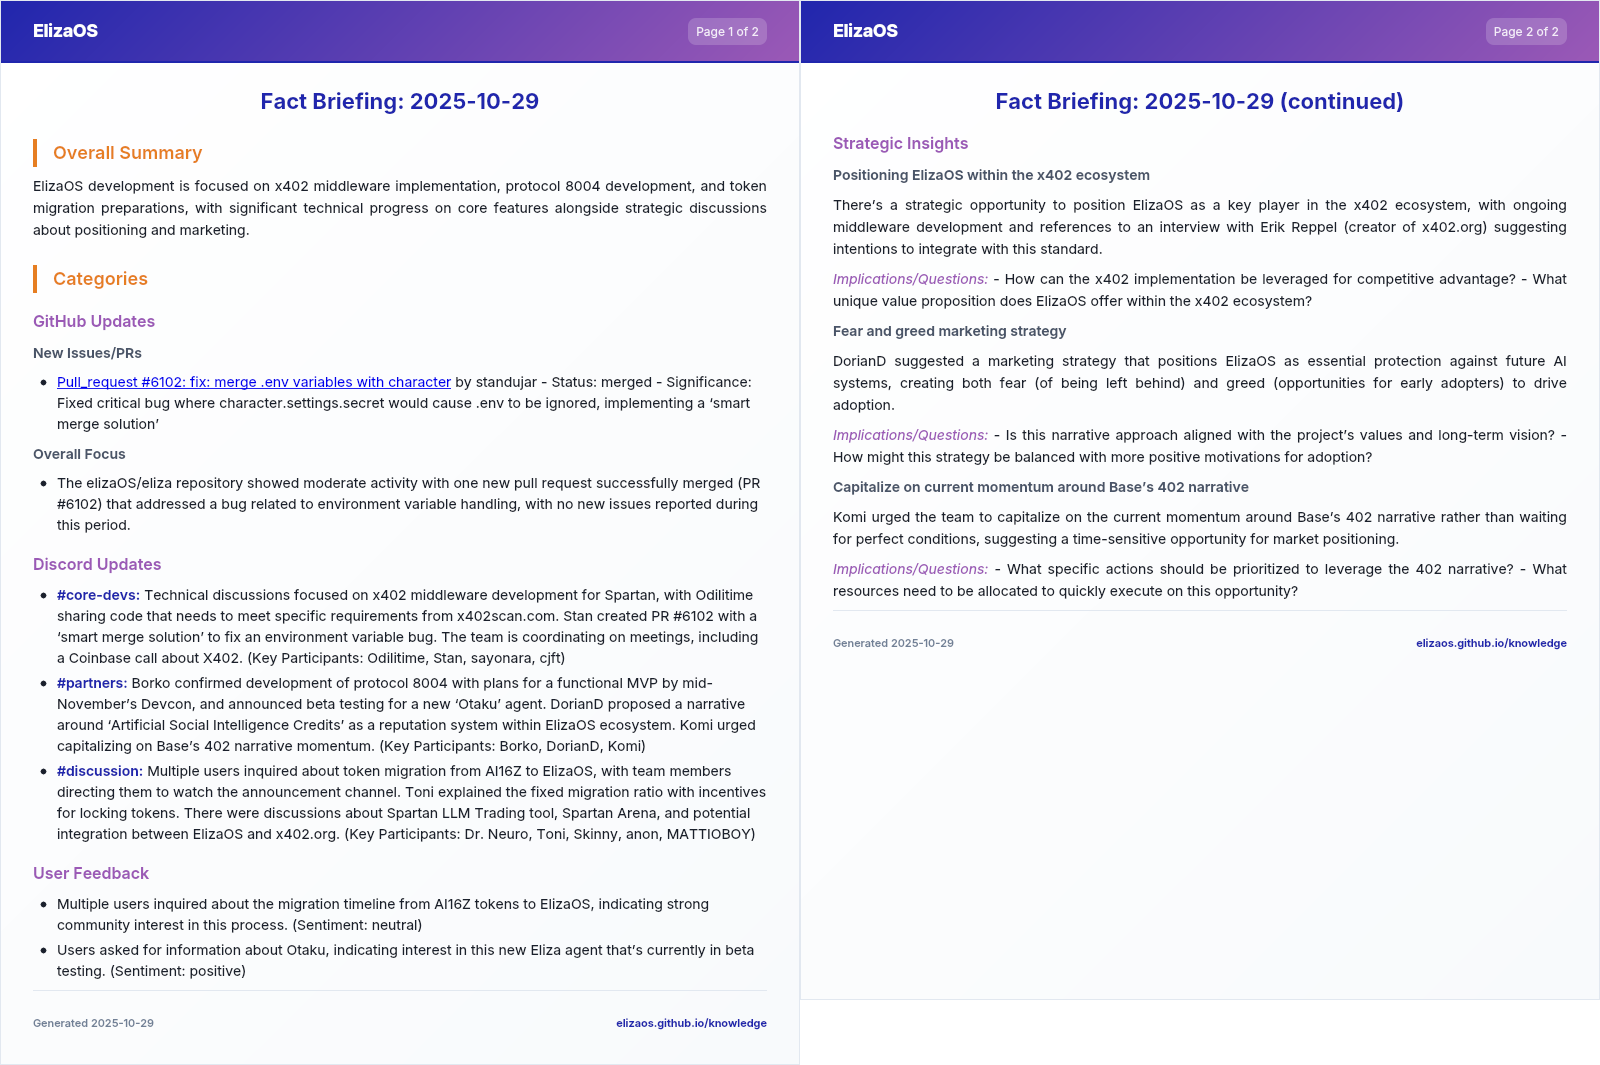 ElizaOS
Page 1 of 2
Fact Briefing: 2025-10-29
Overall Summary
ElizaOS development is focused on x402 middleware implementation, protocol 8004 development, and token
migration preparations, with significant technical progress on core features alongside strategic discussions
about positioning and marketing.
Categories
GitHub Updates
New Issues/PRs
• Pull_request #6102: fix: merge .env variables with character by standujar - Status: merged - Significance:
Fixed critical bug where character.settings.secret would cause .env to be ignored, implementing a ‘smart
merge solution’
Overall Focus
• The elizaOS/eliza repository showed moderate activity with one new pull request successfully merged (PR
#6102) that addressed a bug related to environment variable handling, with no new issues reported during
this period.
Discord Updates
• #core-devs: Technical discussions focused on x402 middleware development for Spartan, with Odilitime
sharing code that needs to meet specific requirements from x402scan.com. Stan created PR #6102 with a
‘smart merge solution’ to fix an environment variable bug. The team is coordinating on meetings, including
a Coinbase call about X402. (Key Participants: Odilitime, Stan, sayonara, cjft)
• #partners: Borko confirmed development of protocol 8004 with plans for a functional MVP by mid-
November’s Devcon, and announced beta testing for a new ‘Otaku’ agent. DorianD proposed a narrative
around ‘Artificial Social Intelligence Credits’ as a reputation system within ElizaOS ecosystem. Komi urged
capitalizing on Base’s 402 narrative momentum. (Key Participants: Borko, DorianD, Komi)
• #discussion: Multiple users inquired about token migration from AI16Z to ElizaOS, with team members
directing them to watch the announcement channel. Toni explained the fixed migration ratio with incentives
for locking tokens. There were discussions about Spartan LLM Trading tool, Spartan Arena, and potential
integration between ElizaOS and x402.org. (Key Participants: Dr. Neuro, Toni, Skinny, anon, MATTIOBOY)
User Feedback
• Multiple users inquired about the migration timeline from AI16Z tokens to ElizaOS, indicating strong
community interest in this process. (Sentiment: neutral)
• Users asked for information about Otaku, indicating interest in this new Eliza agent that’s currently in beta
testing. (Sentiment: positive)
Generated 2025-10-29
elizaos.github.io/knowledge
ElizaOS
Page 2 of 2
Fact Briefing: 2025-10-29 (continued)
Strategic Insights
Positioning ElizaOS within the x402 ecosystem
There’s a strategic opportunity to position ElizaOS as a key player in the x402 ecosystem, with ongoing
middleware development and references to an interview with Erik Reppel (creator of x402.org) suggesting
intentions to integrate with this standard.
Implications/Questions: - How can the x402 implementation be leveraged for competitive advantage? - What
unique value proposition does ElizaOS offer within the x402 ecosystem?
Fear and greed marketing strategy
DorianD suggested a marketing strategy that positions ElizaOS as essential protection against future AI
systems, creating both fear (of being left behind) and greed (opportunities for early adopters) to drive
adoption.
Implications/Questions: - Is this narrative approach aligned with the project’s values and long-term vision? -
How might this strategy be balanced with more positive motivations for adoption?
Capitalize on current momentum around Base’s 402 narrative
Komi urged the team to capitalize on the current momentum around Base’s 402 narrative rather than waiting
for perfect conditions, suggesting a time-sensitive opportunity for market positioning.
Implications/Questions: - What specific actions should be prioritized to leverage the 402 narrative? - What
resources need to be allocated to quickly execute on this opportunity?
Generated 2025-10-29
elizaos.github.io/knowledge